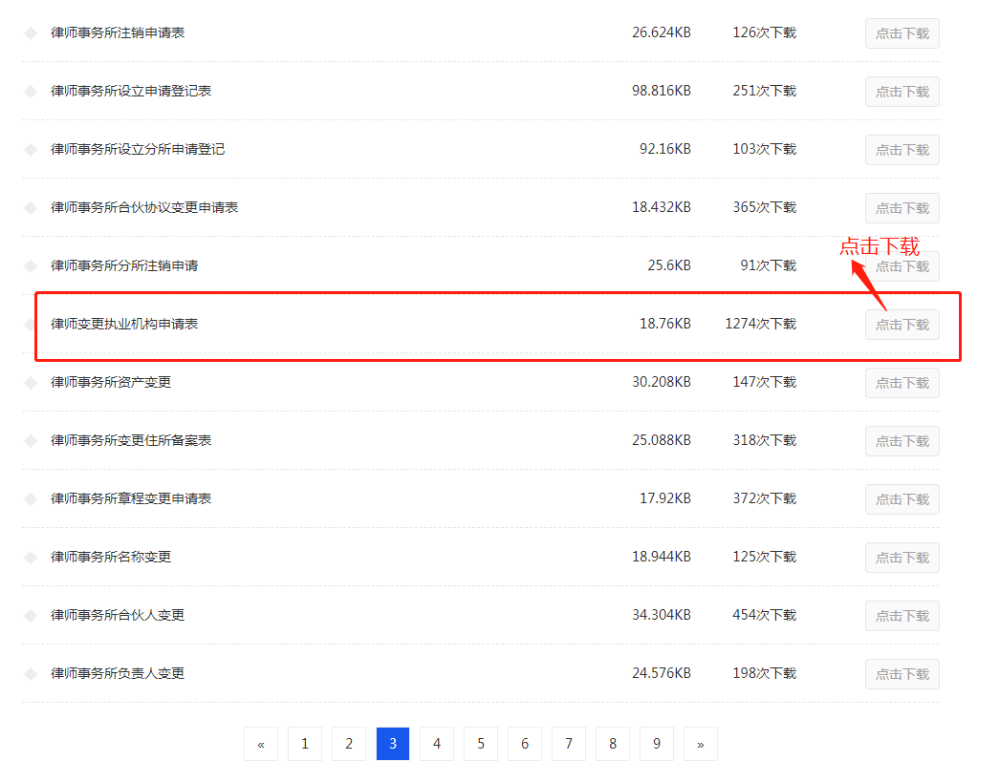 律师事务所注销申请表 26.624KB 126次下载 点击下载
律师事务所设立申请登记表 98.816KB 251次下载 点击下载
律师事务所设立分所申请登记 92.16KB 103次下载 点击下载
律师事务所合伙协议变更申请表 18.432KB 365次下载 点击下载
点击下载
律师事务所分所注销申请 25.6KB 91次下载 点击下载
律师变更执业机构申请表 18.76KB 1274次下载 点击下载
律师事务所资产变更 30.208KB 147次下载 点击下载
律师事务所变更住所备案表 25.088KB 318次下载 点击下载
律师事务所章程变更申请表 17.92KB 372次下载 点击下载
律师事务所名称变更 18.944KB 125次下载 点击下载
律师事务所合伙人变更 34.304KB 454次下载 点击下载
律师事务所负责人变更 24.576KB 198次下载 点击下载
« 1 2 3 4 5 6 7 8 9 »